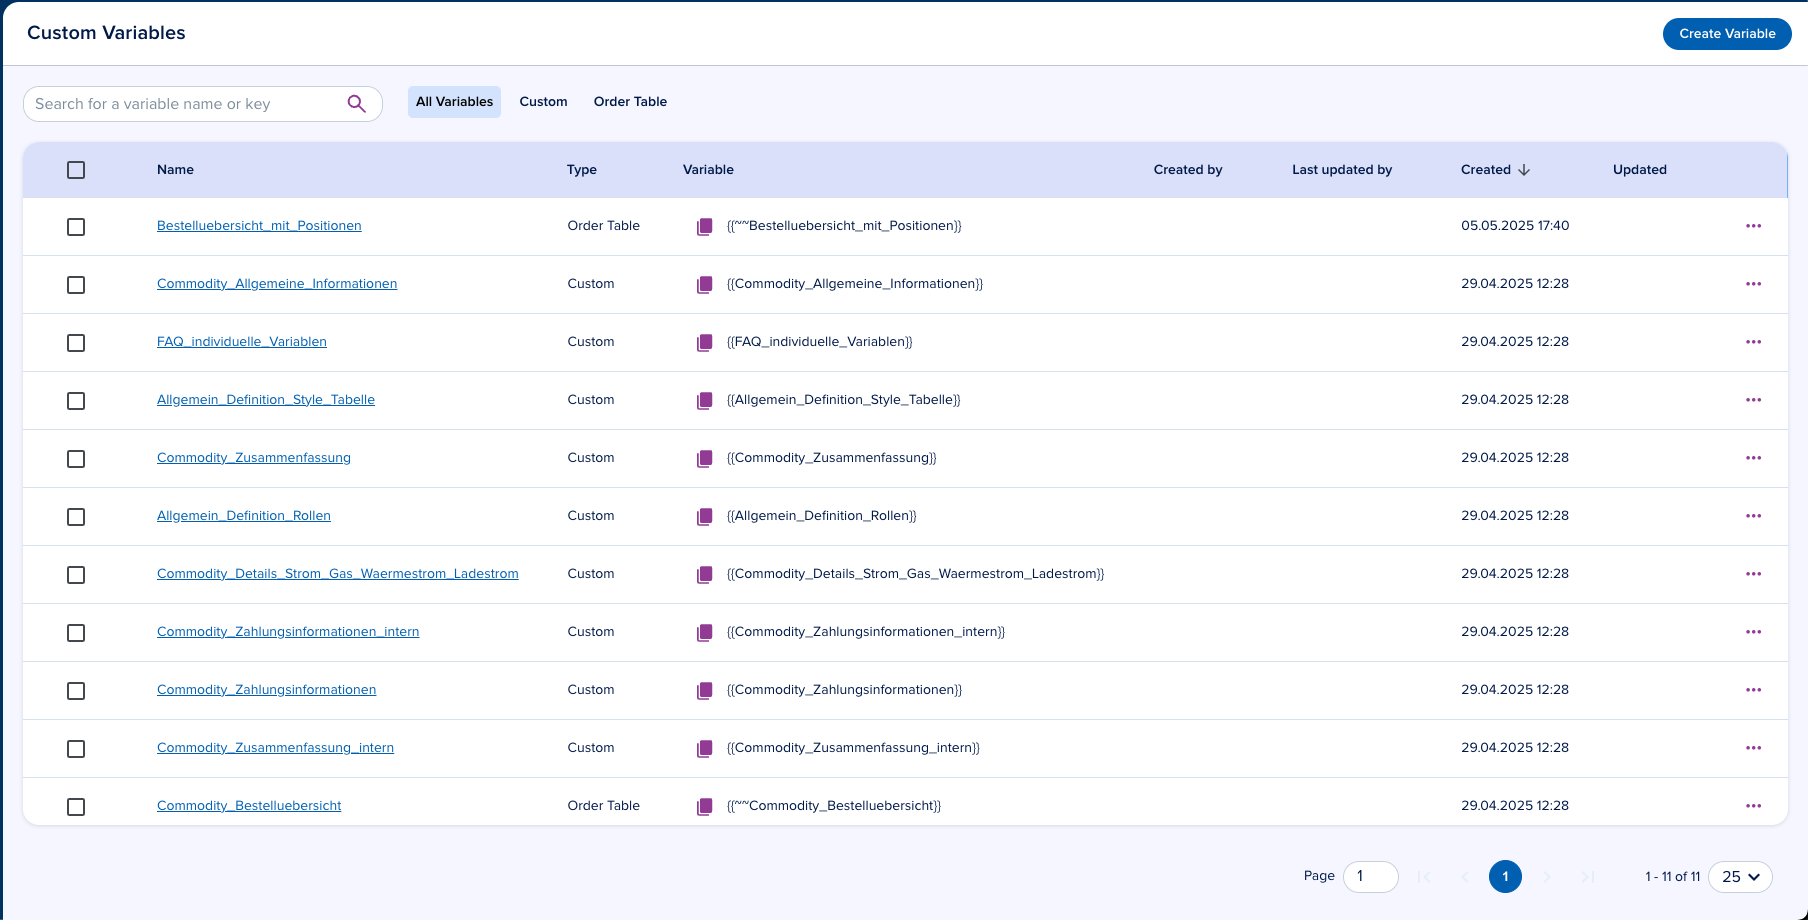 Custom Variables
Create Variable
Search for a variable name or key
All Variables Custom Order Table
Name Type Variable Created by Last updated by Created Updated
Bestelluebersicht_mit_Positionen Order Table {{~~Bestelluebersicht_mit_Positionen}} 05.05.2025 17:40
Commodity_Allgemeine_Informationen Custom {{Commodity_Allgemeine_Informationen}} 29.04.2025 12:28
FAQ_individuelle_Variablen Custom {{FAQ_individuelle_Variablen}} 29.04.2025 12:28
Allgemein_Definition_Style_Tabelle Custom {{Allgemein_Definition_Style_Tabelle}} 29.04.2025 12:28
Commodity_Zusammenfassung Custom {{Commodity_Zusammenfassung}} 29.04.2025 12:28
Allgemein_Definition_Rollen Custom {{Allgemein_Definition_Rollen}} 29.04.2025 12:28
Commodity_Details_Strom_Gas_Waermestrom_Ladestrom Custom {{Commodity_Details_Strom_Gas_Waermestrom_Ladestrom}} 29.04.2025 12:28
Commodity_Zahlungsinformationen_intern Custom {{Commodity_Zahlungsinformationen_intern}} 29.04.2025 12:28
Commodity_Zahlungsinformationen Custom {{Commodity_Zahlungsinformationen}} 29.04.2025 12:28
Commodity_Zusammenfassung_intern Custom {{Commodity_Zusammenfassung_intern}} 29.04.2025 12:28
Commodity_Bestelluebersicht Order Table {{~~Commodity_Bestelluebersicht}} 29.04.2025 12:28
Page 1 1 1 - 11 of 11 25